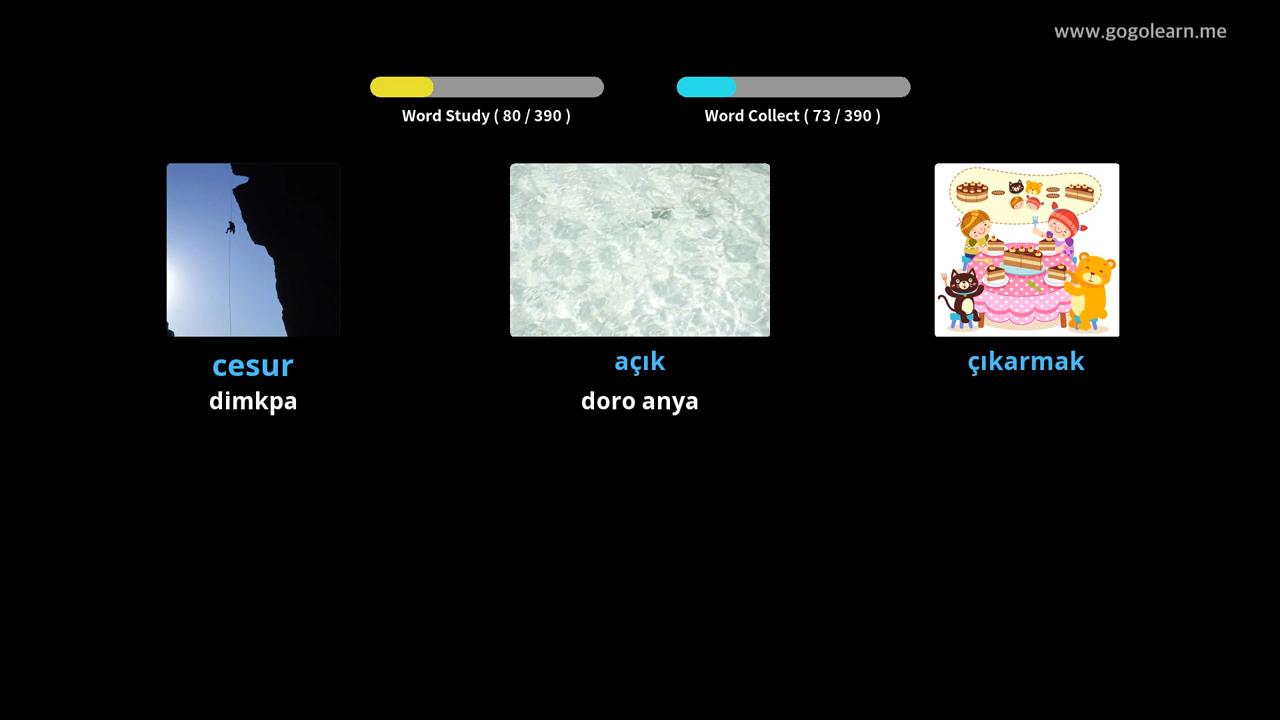 www.gogolearn.me
Word Study ( 80 / 390 )
Word Collect ( 73 / 390 )
cesur
dimkpa
açık
doro anya
çıkarmak